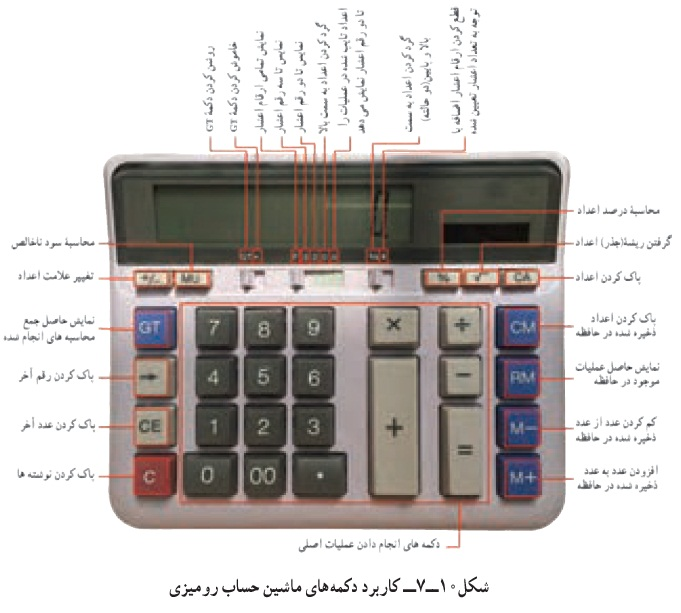 روشن کردن دکمهٔ GT
خاموش کردن دکمهٔ GT
نمایش تمامی ارقام اعشار
نمایش تا سه رقم اعشار
نمایش تا دو رقم اعشار
گرد کردن اعداد به سمت بالا
اعداد تایپ شده در عملیات را
تا دو رقم اعشار نمایش می دهد
گرد کردن اعداد به سمت
بالا و پایین(دو حالته)
قطع کردن ارقام اعشار اضافه با
توجه به تعداد اعشار تعیین شده
محاسبهٔ درصد اعداد
گرفتن ریشهٔ(جذر) اعداد
پاک کردن اعداد
محاسبهٔ سود ناخالص
تغییر علامت اعداد
0
GT
+/− MU % √ CA
نمایش حاصل جمع
محاسبه های انجام شده
پاک کردن رقم آخر
پاک کردن عدد آخر
پاک کردن نوشته ها
GT 7 8 9 × ÷ CM
→ 4 5 6 − RM
CE 1 2 3 + = M−
C 0 00 • M+
پاک کردن اعداد
ذخیره شده در حافظه
نمایش حاصل عملیات
موجود در حافظه
کم کردن عدد از عدد
ذخیره شده در حافظه
افزودن عدد به عدد
ذخیره شده در حافظه
دکمه های انجام دادن عملیات اصلی
شکل۱۰ــ۷ــ کاربرد دکمه‌های ماشین حساب رومیزی